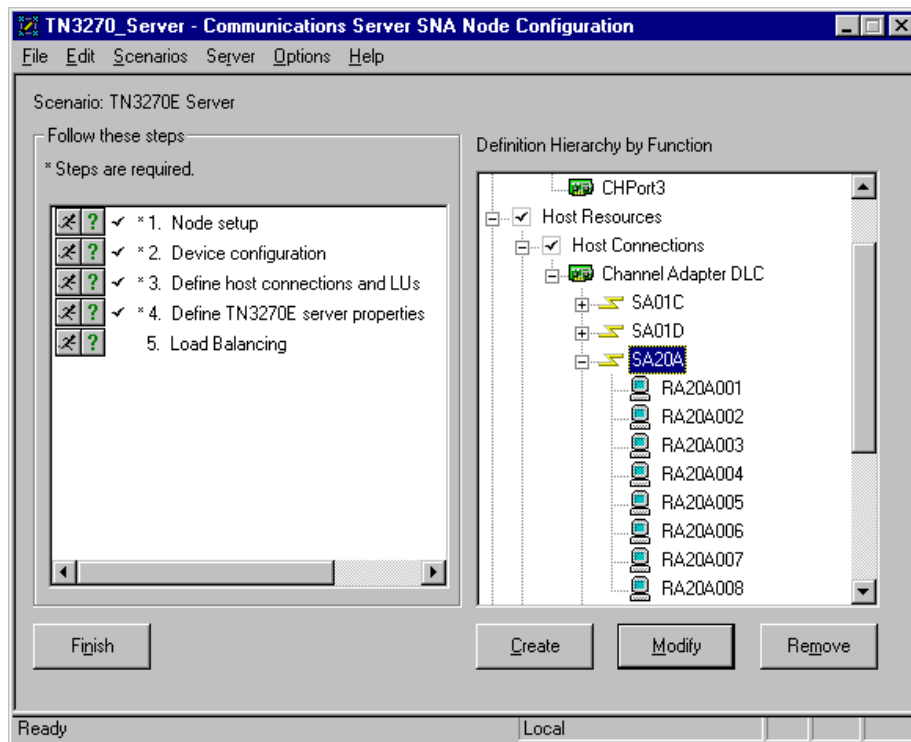 TN3270_Server - Communications Server SNA Node Configuration
File Edit Scenarios Server Options Help
Scenario: TN3270E Server
Follow these steps
* Steps are required.
? * 1. Node setup
? * 2. Device configuration
? * 3. Define host connections and LUs
? * 4. Define TN3270E server properties
? 5. Load Balancing
Finish
Definition Hierarchy by Function
CHPort3
Host Resources
Host Connections
Channel Adapter DLC
SA01C
SA01D
SA20A
RA20A001
RA20A002
RA20A003
RA20A004
RA20A005
RA20A006
RA20A007
RA20A008
Create Modify Remove
Ready Local